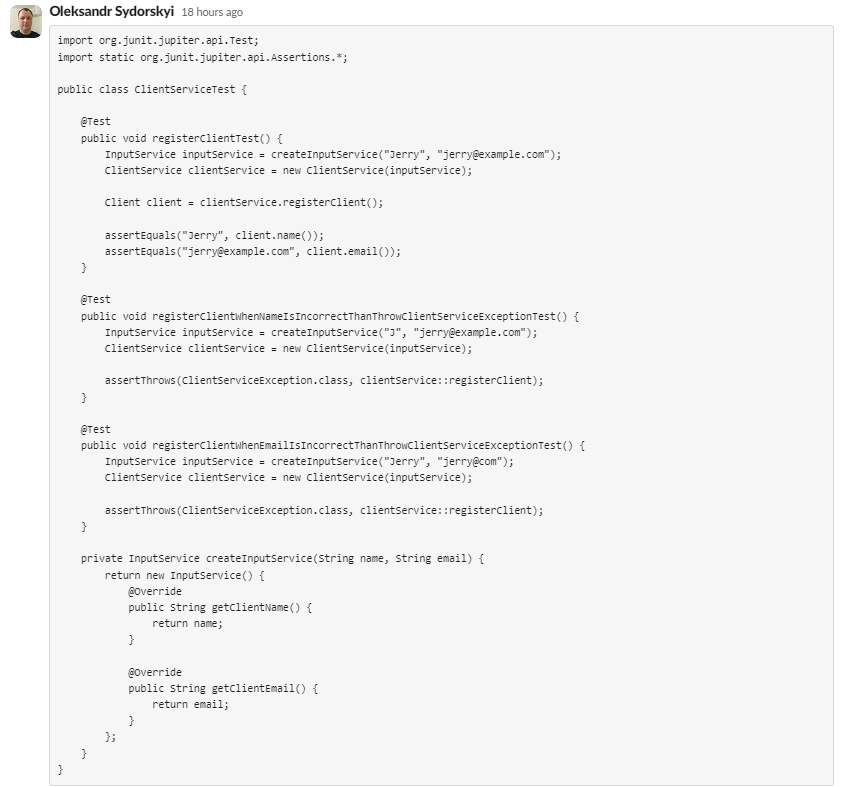 Oleksandr Sydorskyi 18 hours ago
import org.junit.jupiter.api.Test;
import static org.junit.jupiter.api.Assertions.*;
public class ClientServiceTest {
@Test
public void registerClientTest() {
InputService inputService = createInputService("Jerry", "jerry@example.com");
ClientService clientService = new ClientService(inputService);
Client client = clientService.registerClient();
assertEquals("Jerry", client.name());
assertEquals("jerry@example.com", client.email());
}
@Test
public void registerClientWhenNameIsIncorrectThanThrowClientServiceExceptionTest() {
InputService inputService = createInputService("J", "jerry@example.com");
ClientService clientService = new ClientService(inputService);
assertThrows(ClientServiceException.class, clientService::registerClient);
}
@Test
public void registerClientWhenEmailIsIncorrectThanThrowClientServiceExceptionTest() {
InputService inputService = createInputService("Jerry", "jerry@com");
ClientService clientService = new ClientService(inputService);
assertThrows(ClientServiceException.class, clientService::registerClient);
}
private InputService createInputService(String name, String email) {
return new InputService() {
@Override
public String getClientName() {
return name;
}
@Override
public String getClientEmail() {
return email;
}
};
}
}